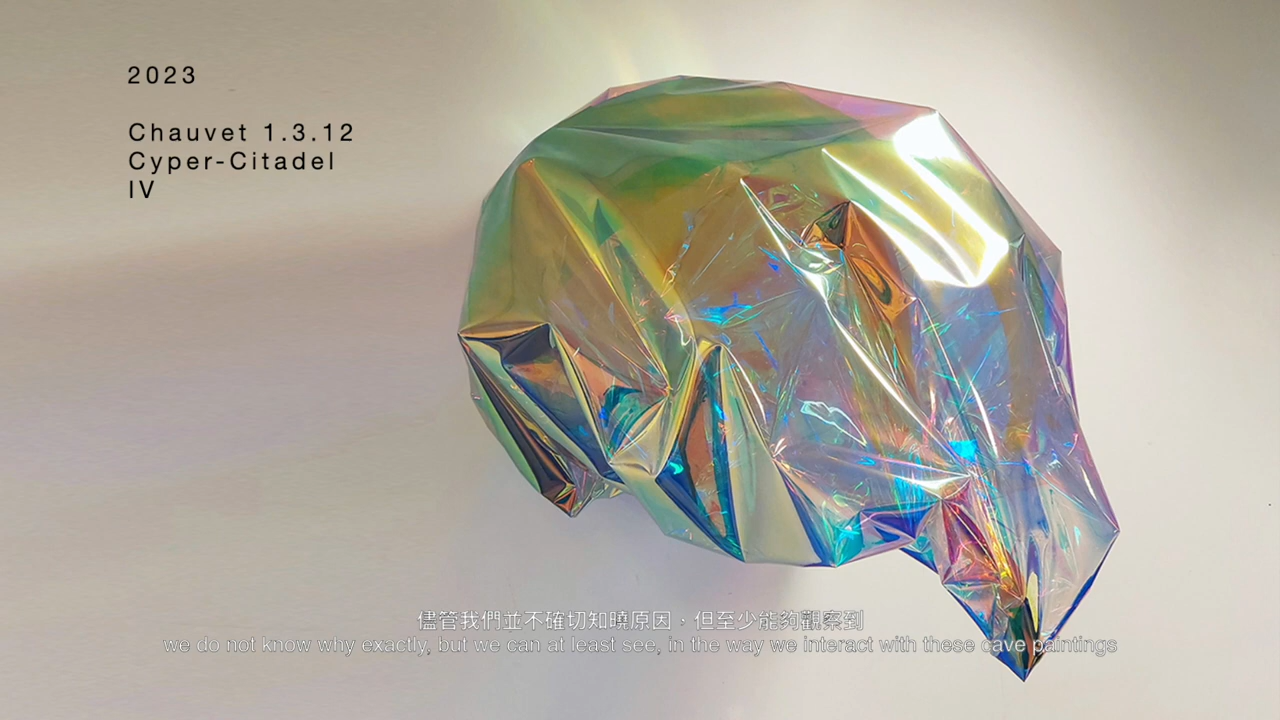 2023
Chauvet 1.3.12
Cyper-Citadel
IV
儘管我們並不確切知曉原因，但至少能夠觀察到
we do not know why exactly, but we can at least see, in the way we interact with these cave paintings